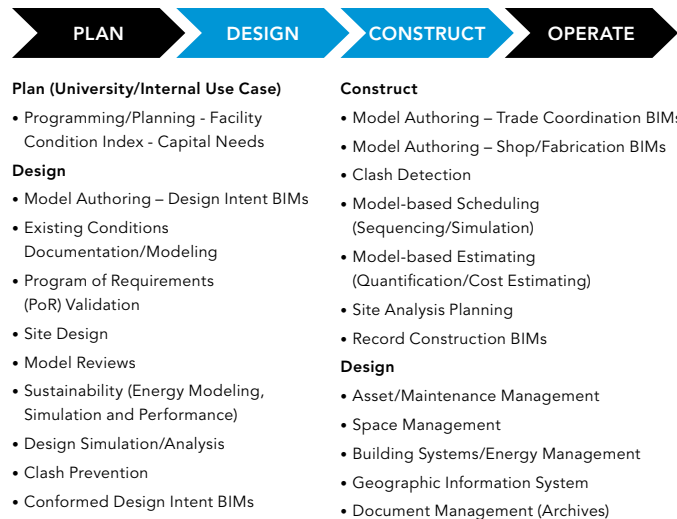 PLAN
DESIGN
CONSTRUCT
OPERATE
Plan (University/Internal Use Case)
• Programming/Planning - Facility
Condition Index - Capital Needs
Design
• Model Authoring – Design Intent BIMs
• Existing Conditions
Documentation/Modeling
• Program of Requirements
(PoR) Validation
• Site Design
• Model Reviews
• Sustainability (Energy Modeling,
Simulation and Performance)
• Design Simulation/Analysis
• Clash Prevention
• Conformed Design Intent BIMs
Construct
• Model Authoring – Trade Coordination BIMs
• Model Authoring – Shop/Fabrication BIMs
• Clash Detection
• Model-based Scheduling
(Sequencing/Simulation)
• Model-based Estimating
(Quantification/Cost Estimating)
• Site Analysis Planning
• Record Construction BIMs
Design
• Asset/Maintenance Management
• Space Management
• Building Systems/Energy Management
• Geographic Information System
• Document Management (Archives)